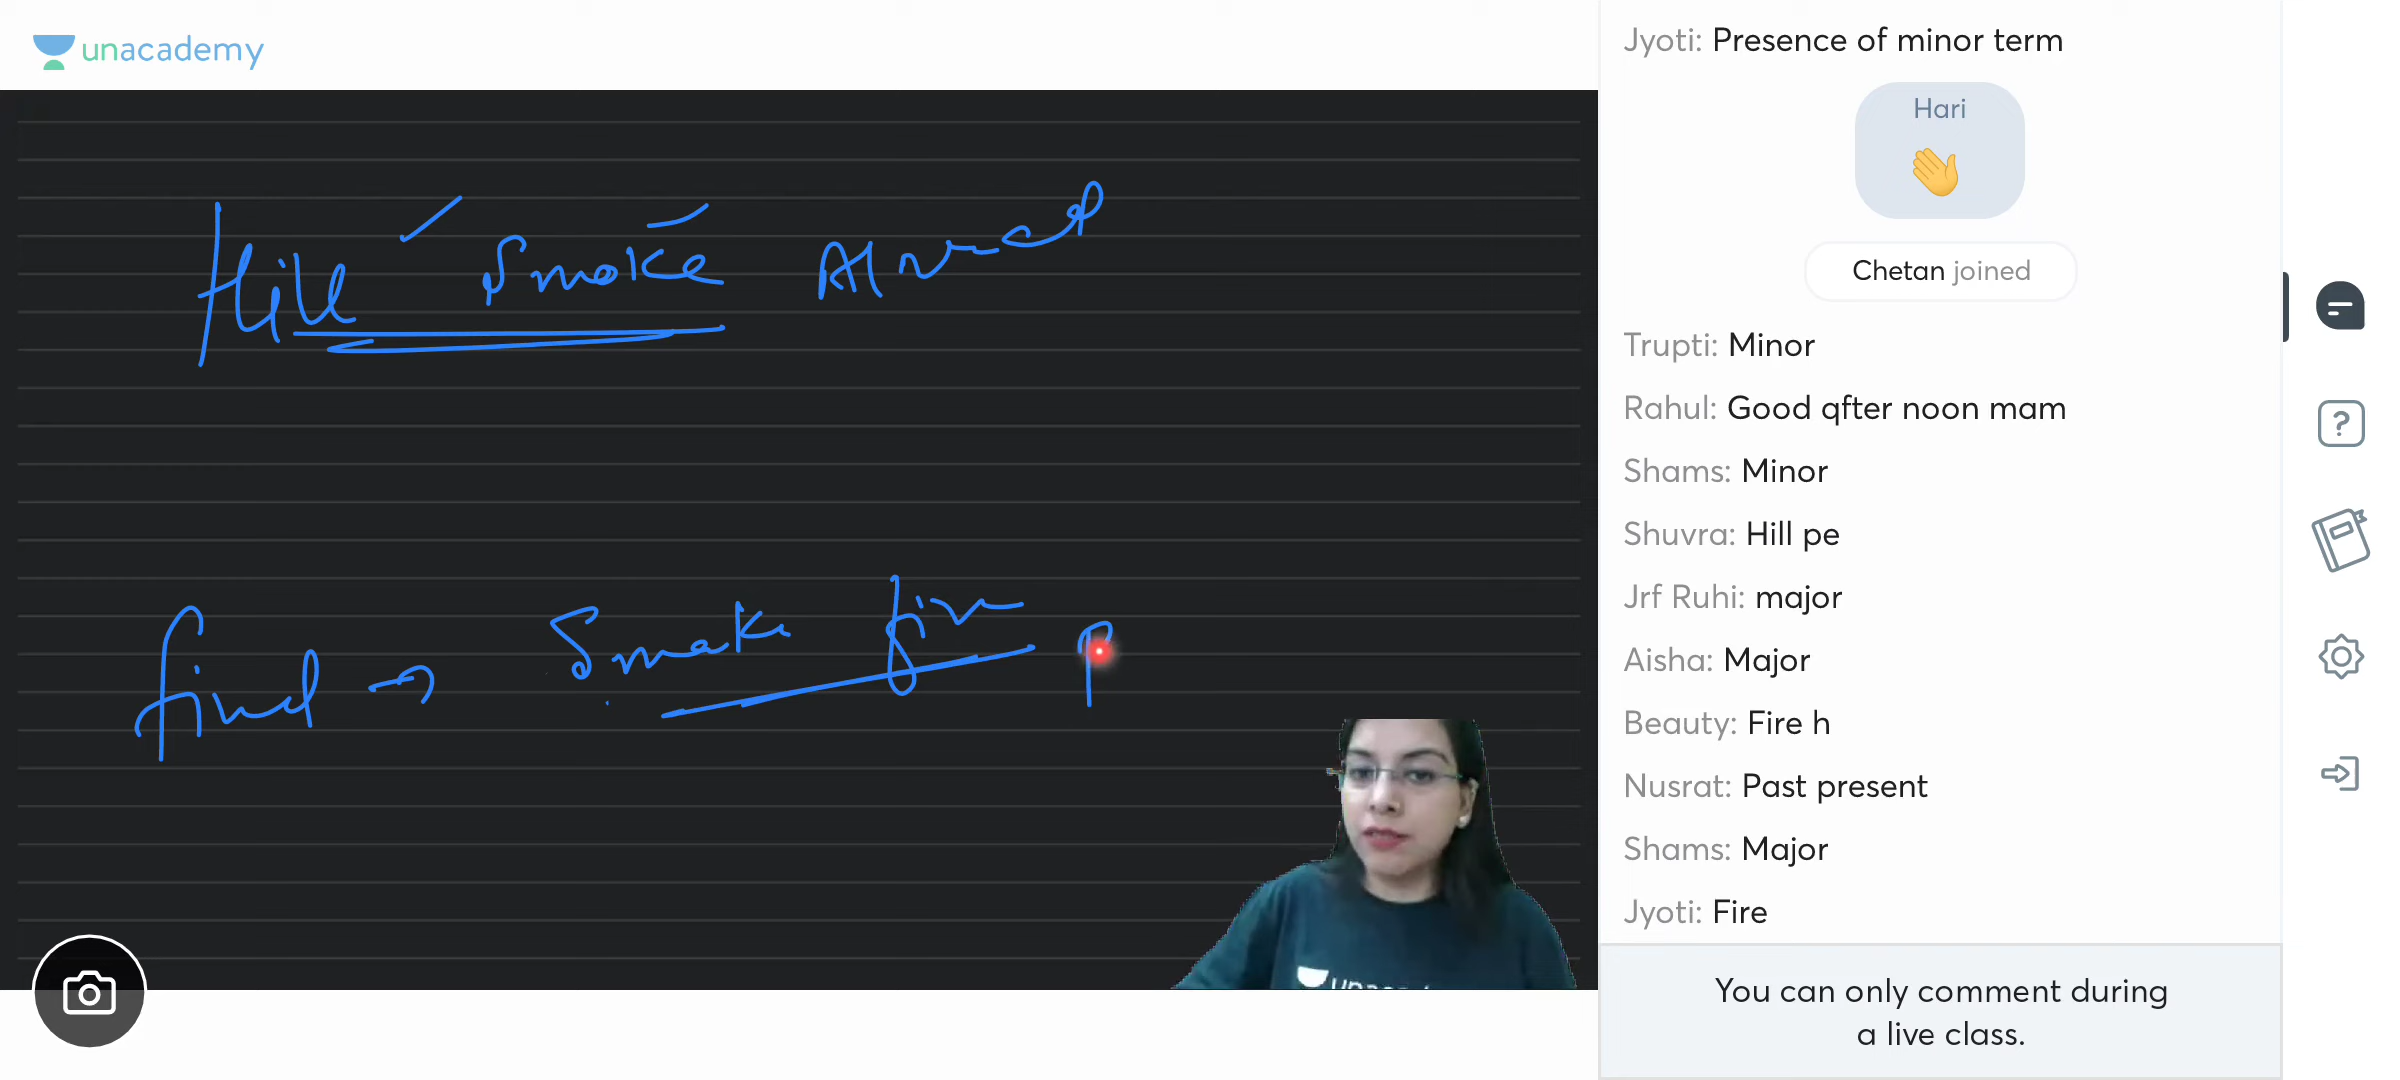 unacademy
Hill Smoke Almost
find → Smoke fire P
Jyoti: Presence of minor term
Hari
Chetan joined
Trupti: Minor
Rahul: Good qfter noon mam
Shams: Minor
Shuvra: Hill pe
Jrf Ruhi: major
Aisha: Major
Beauty: Fire h
Nusrat: Past present
Shams: Major
Jyoti: Fire
You can only comment during
a live class.